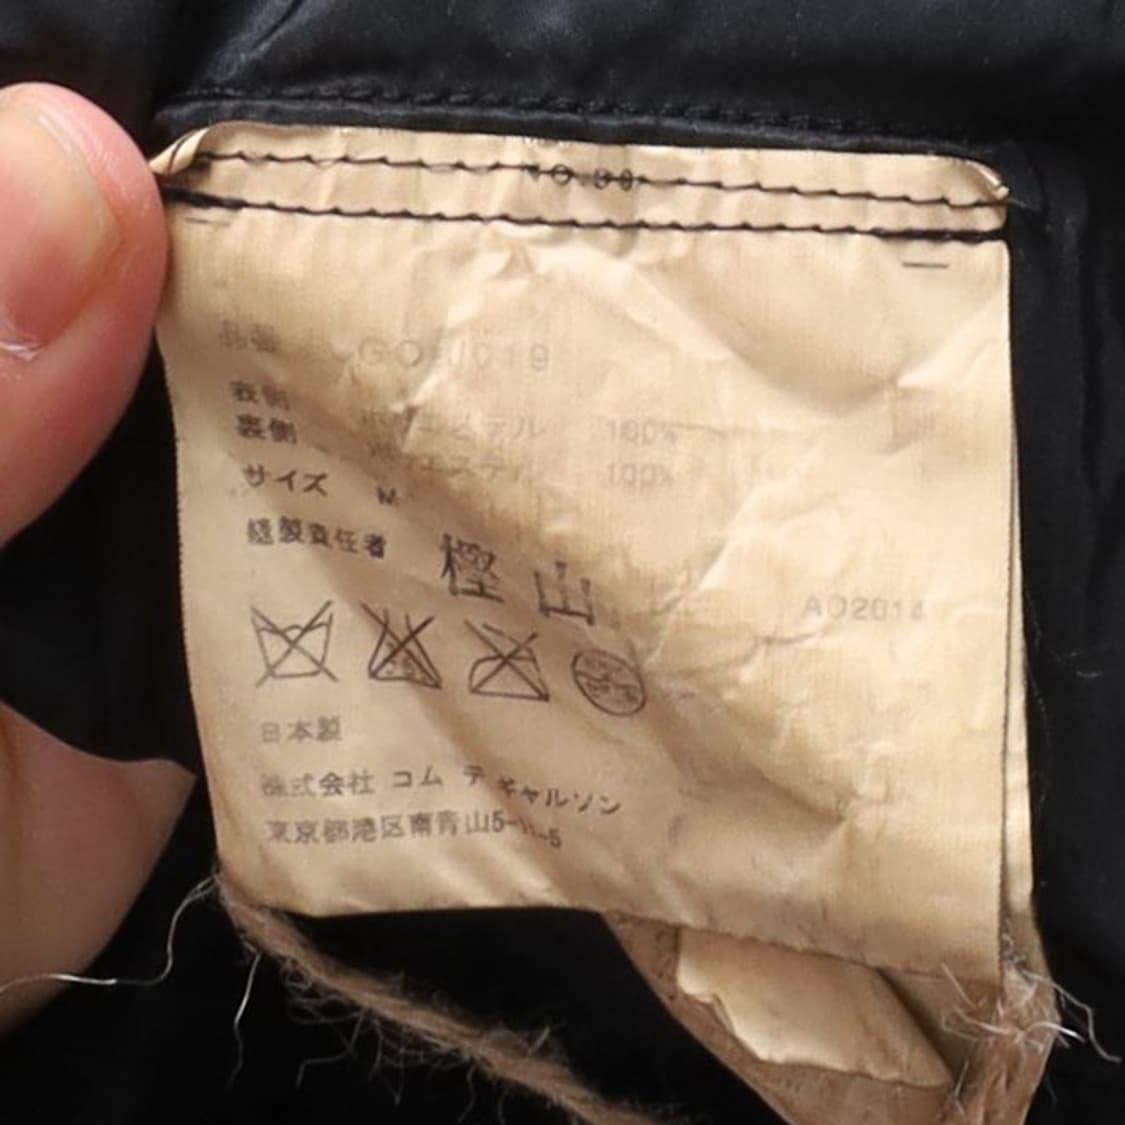 品番 GO-J019
表側 ポリエステル 100%
裏側 ポリエステル 100%
サイズ M
縫製責任者 樫山
AO2014
日本製
株式会社 コム デ ギャルソン
東京都港区南青山5-11-5